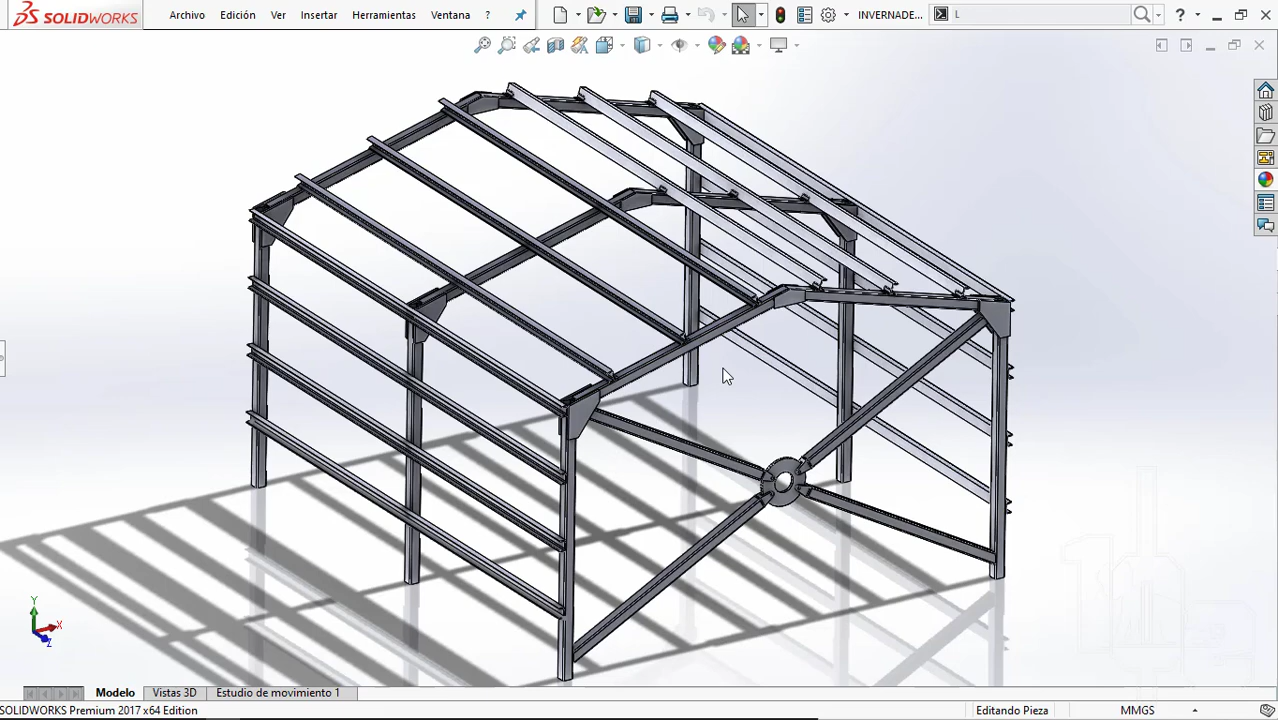 SOLIDWORKS
Archivo Edición Ver Insertar Herramientas Ventana ?
INVERNADE...
L
?
Y
X
Z
Modelo Vistas 3D Estudio de movimiento 1
SOLIDWORKS Premium 2017 x64 Edition
Editando Pieza
MMGS